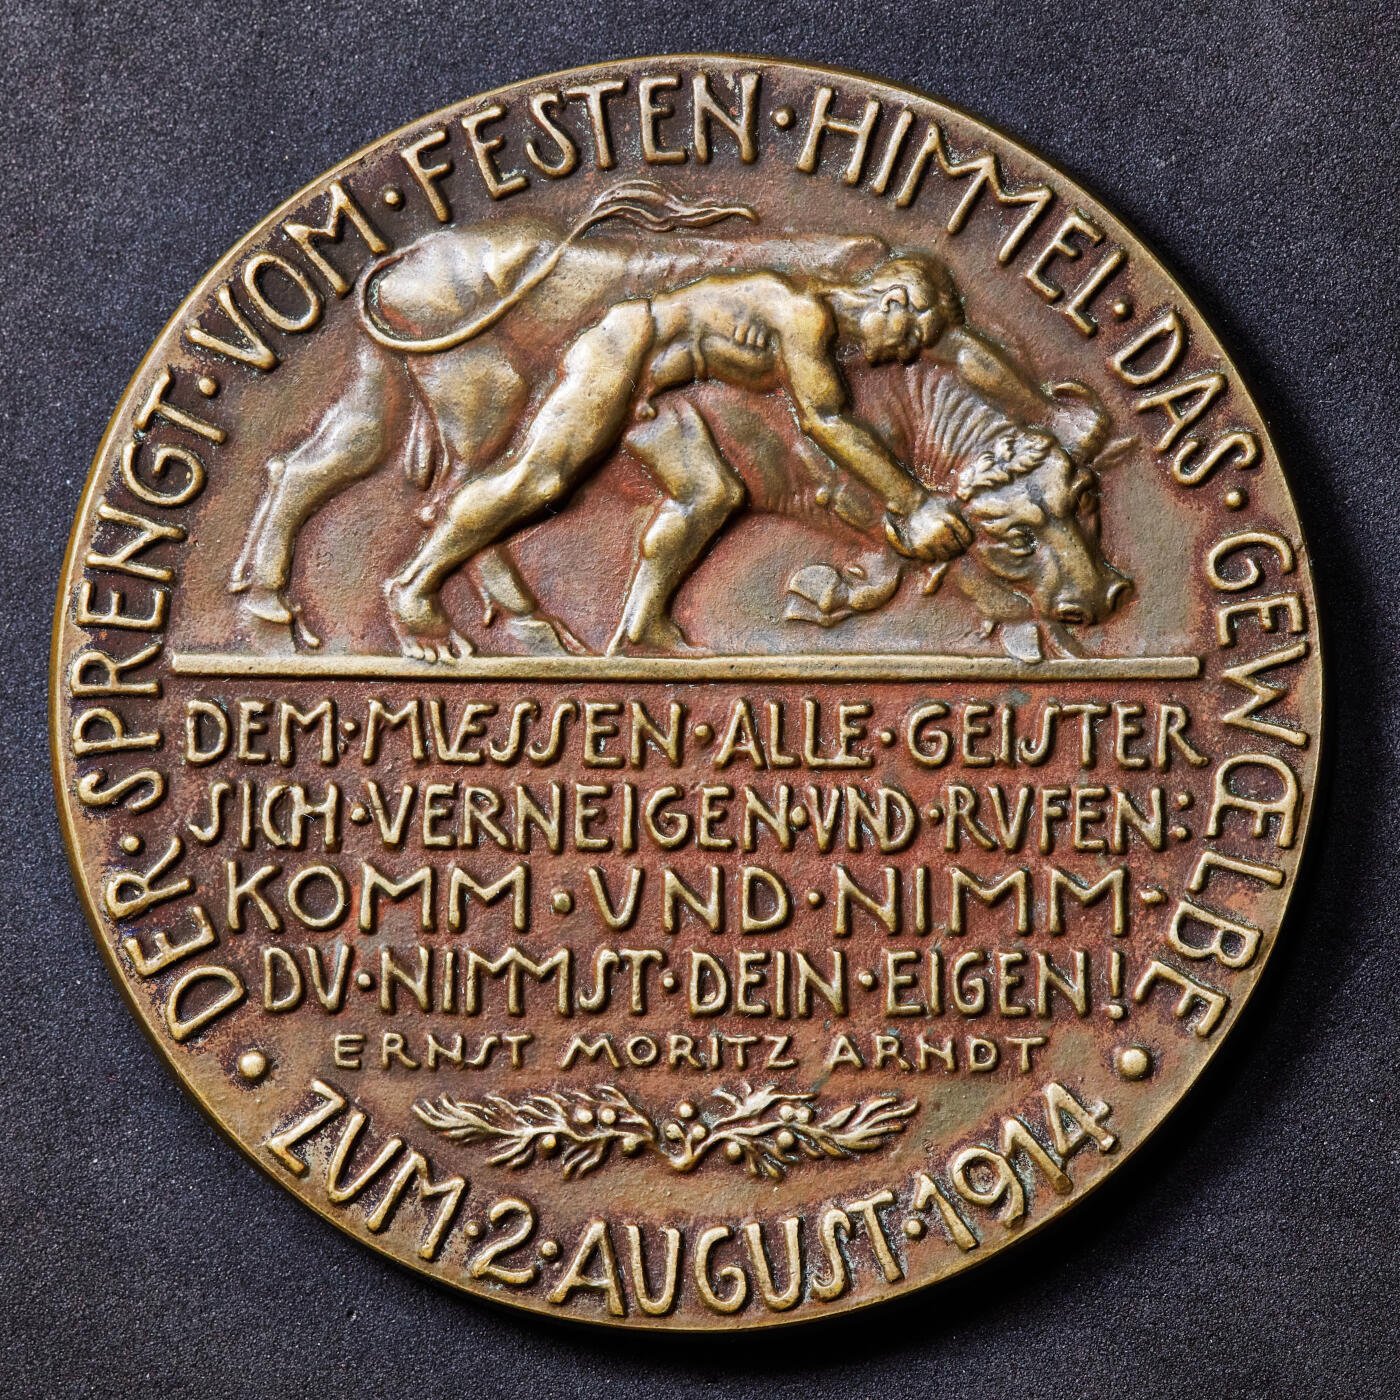 DER·SPRENGT·VOM·FESTEN·HIMMEL·DAS·GEWŒLBE
DEM·MVESSEN·ALLE·GEISTER
SICH·VERNEIGEN·VND·RVFEN:
KOMM·VND·NIMM-
DV·NIMMST·DEIN·EIGEN!
ERNST MORITZ ARNDT
·ZVM·2·AUGUST·1914·